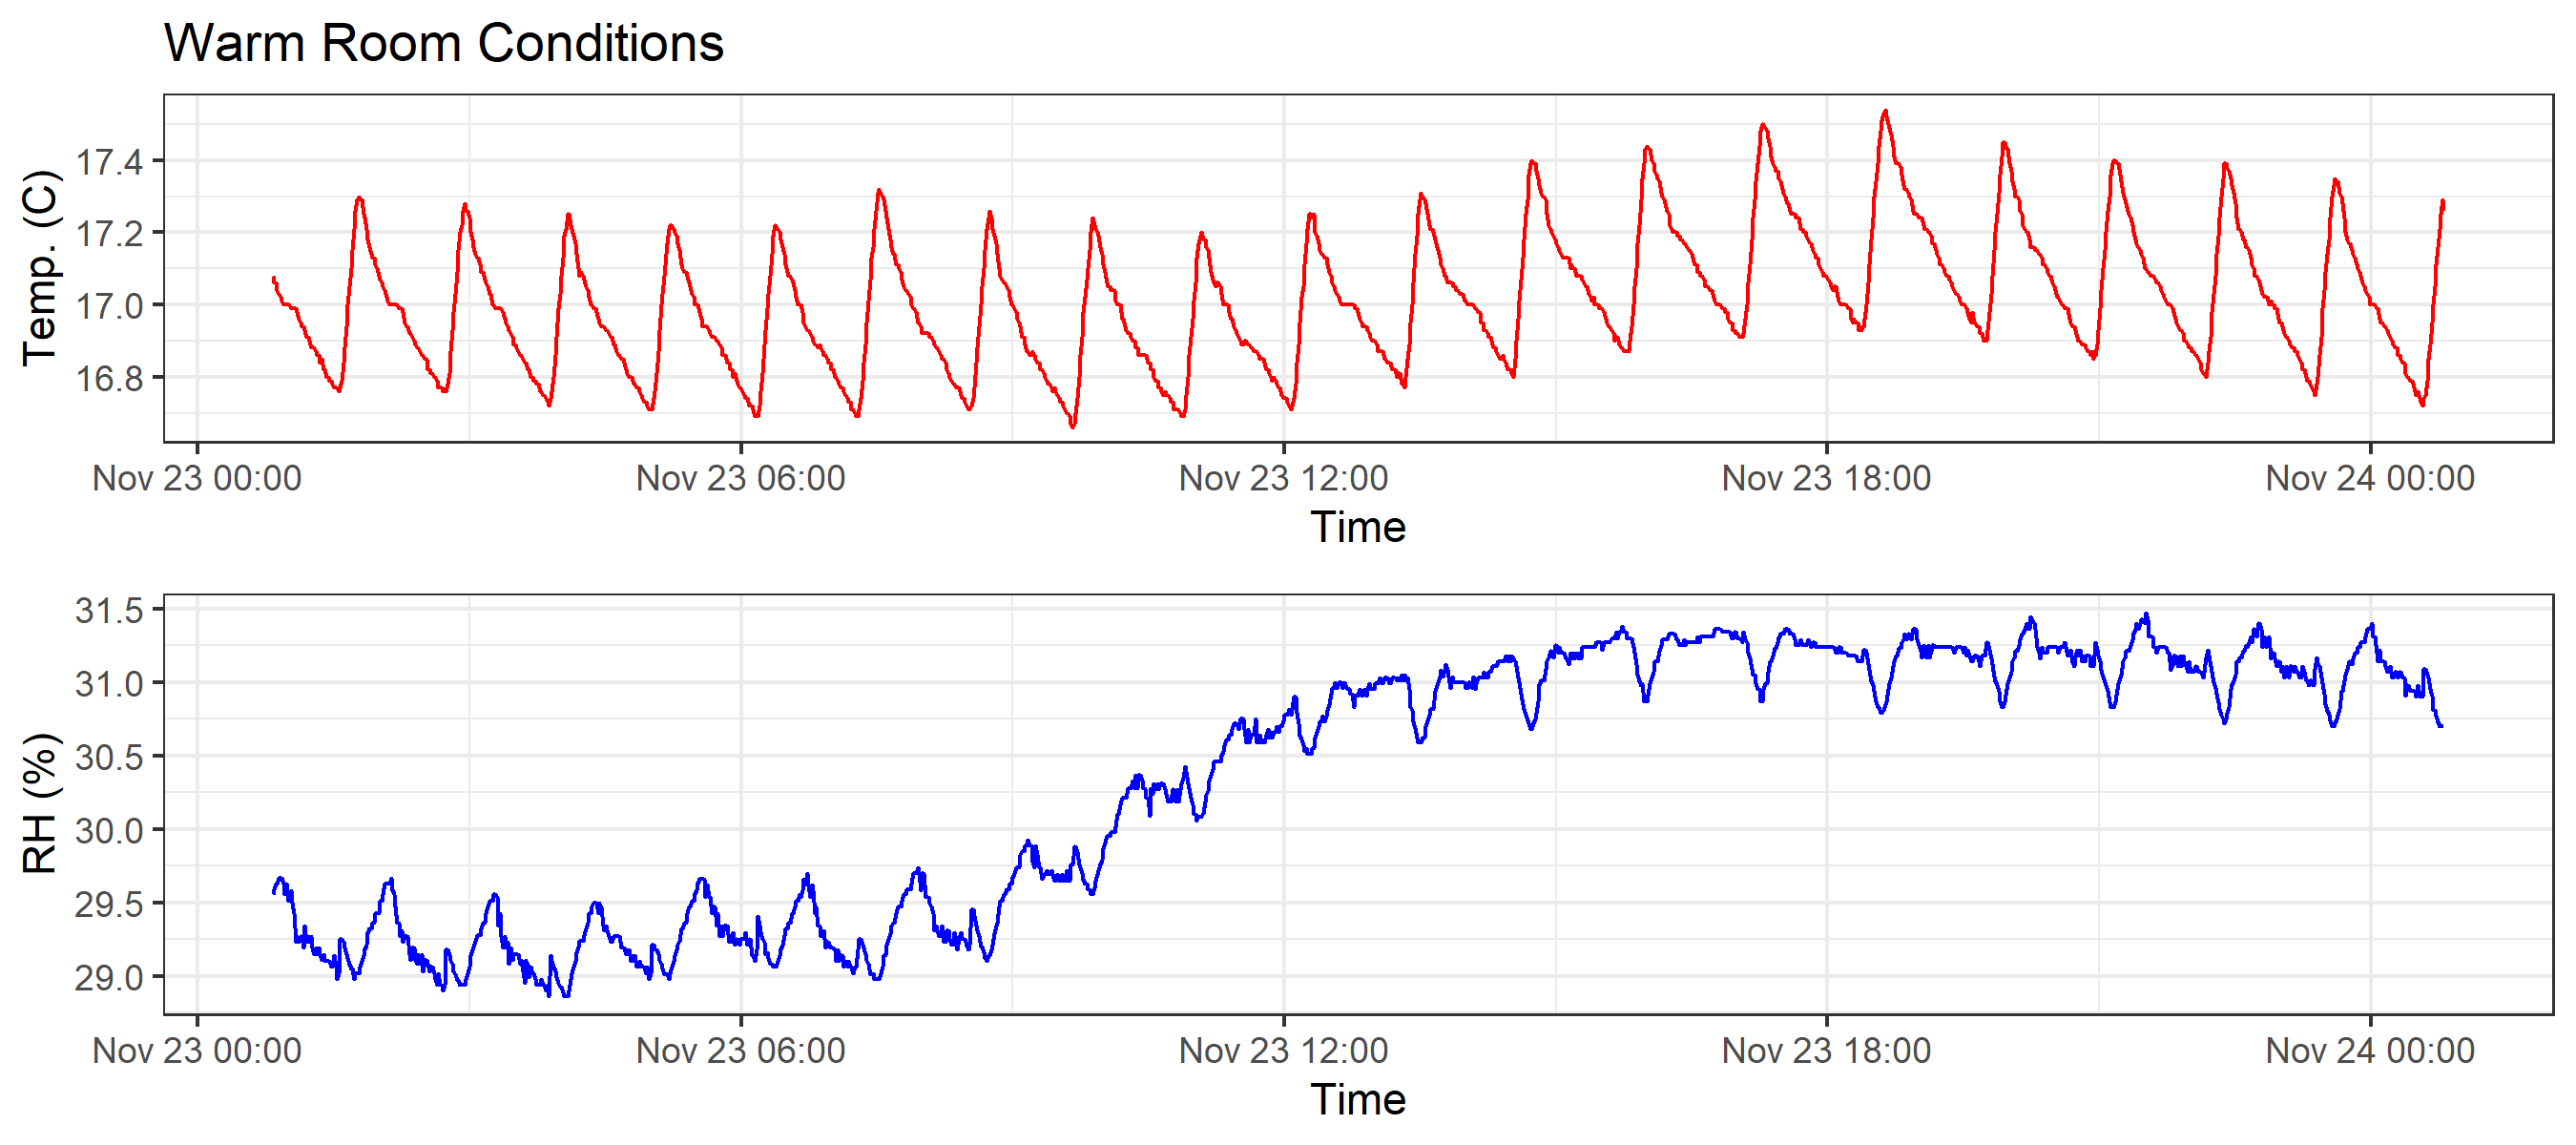 Warm Room Conditions
Temp. (C)
17.4
17.2
17.0
16.8
Nov 23 00:00 Nov 23 06:00 Nov 23 12:00 Nov 23 18:00 Nov 24 00:00
Time
RH (%)
31.5
31.0
30.5
30.0
29.5
29.0
Nov 23 00:00 Nov 23 06:00 Nov 23 12:00 Nov 23 18:00 Nov 24 00:00
Time